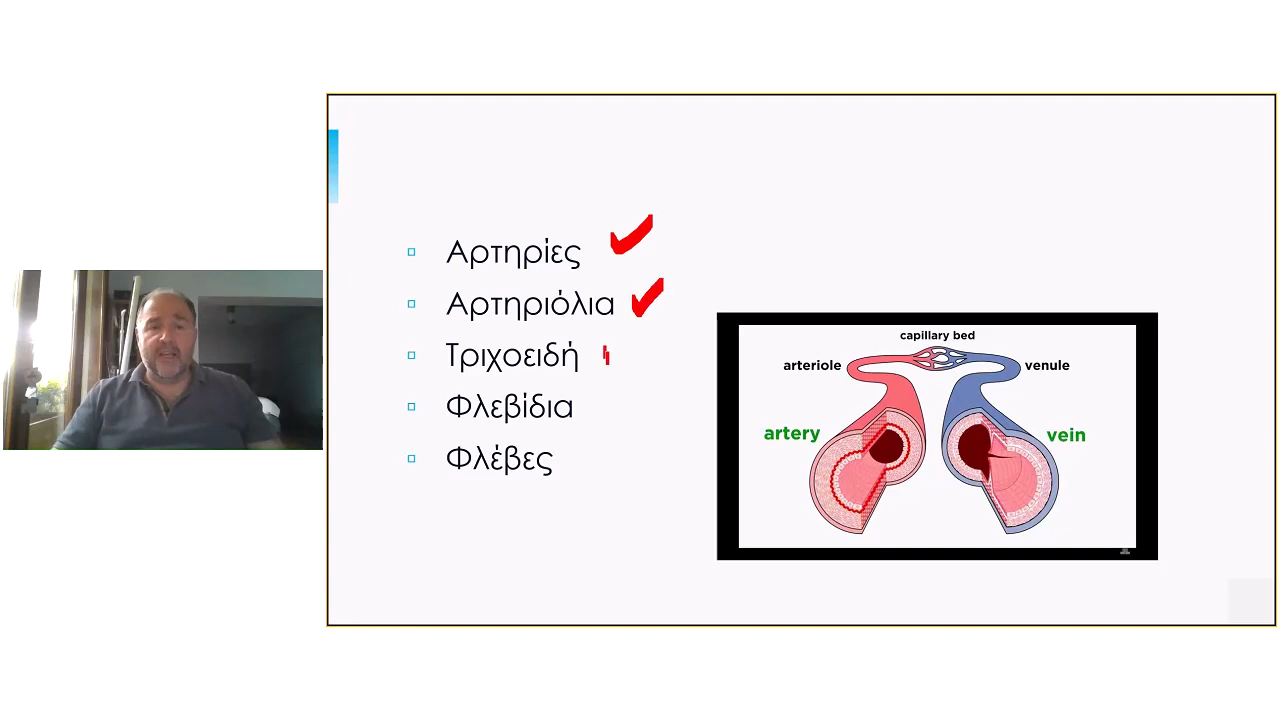 Αρτηρίες
Αρτηριόλια
Τριχοειδή
Φλεβίδια
Φλέβες
capillary bed
arteriole
venule
artery
vein